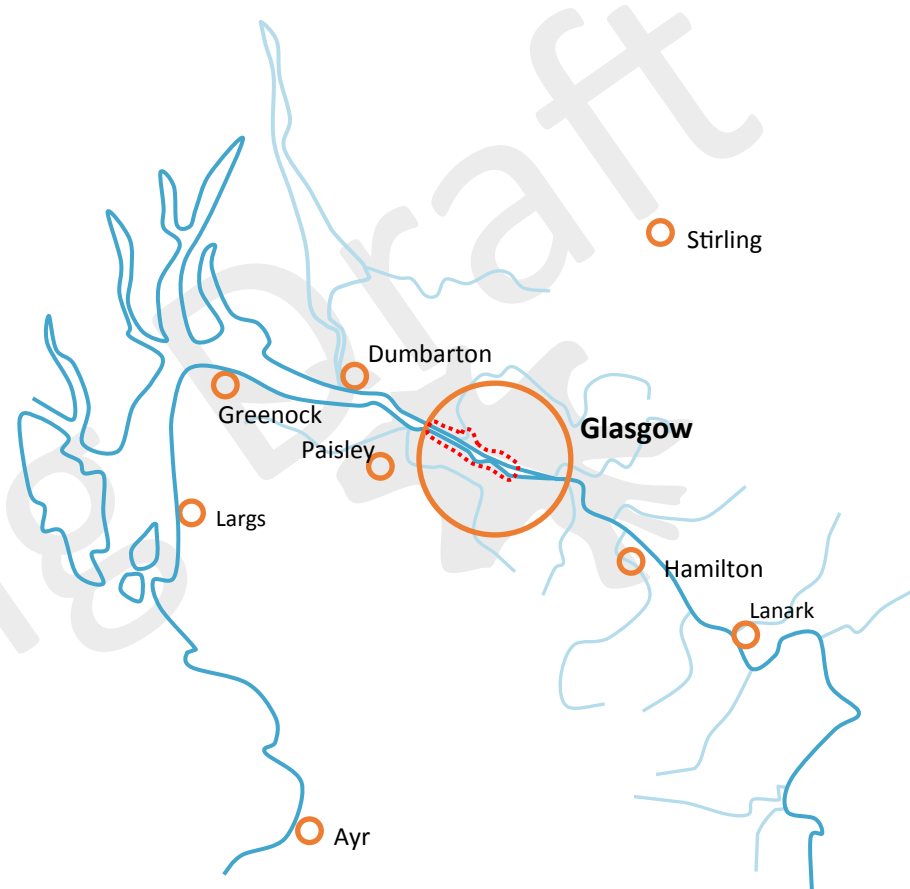 Draft
Stirling
Dumbarton
Greenock
Glasgow
Paisley
Largs
Hamilton
Lanark
Ayr